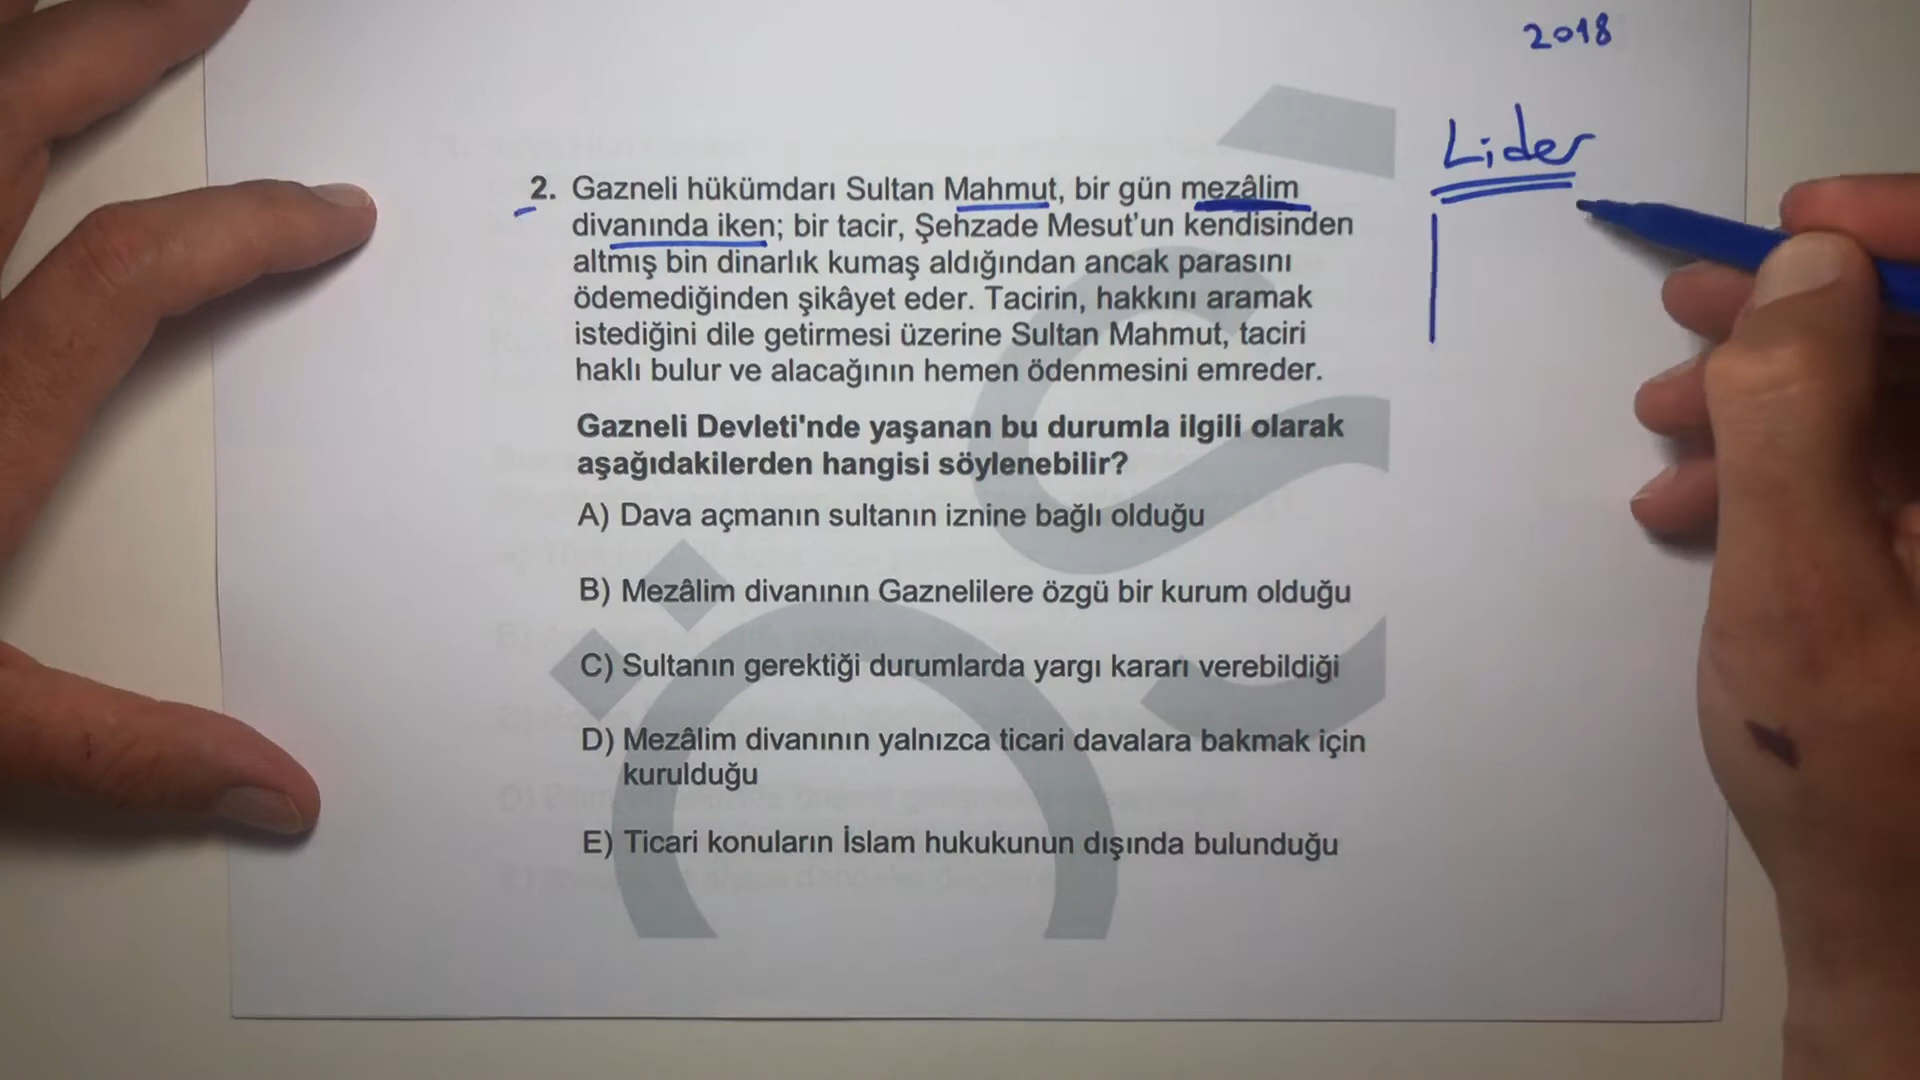 2018
Lider
2. Gazneli hükümdarı Sultan Mahmut, bir gün mezâlim
divanında iken; bir tacir, Şehzade Mesut'un kendisinden
altmış bin dinarlık kumaş aldığından ancak parasını
ödemediğinden şikâyet eder. Tacirin, hakkını aramak
istediğini dile getirmesi üzerine Sultan Mahmut, taciri
haklı bulur ve alacağının hemen ödenmesini emreder.
Gazneli Devleti'nde yaşanan bu durumla ilgili olarak
aşağıdakilerden hangisi söylenebilir?
A) Dava açmanın sultanın iznine bağlı olduğu
B) Mezâlim divanının Gaznelilere özgü bir kurum olduğu
C) Sultanın gerektiği durumlarda yargı kararı verebildiği
D) Mezâlim divanının yalnızca ticari davalara bakmak için
kurulduğu
E) Ticari konuların İslam hukukunun dışında bulunduğu